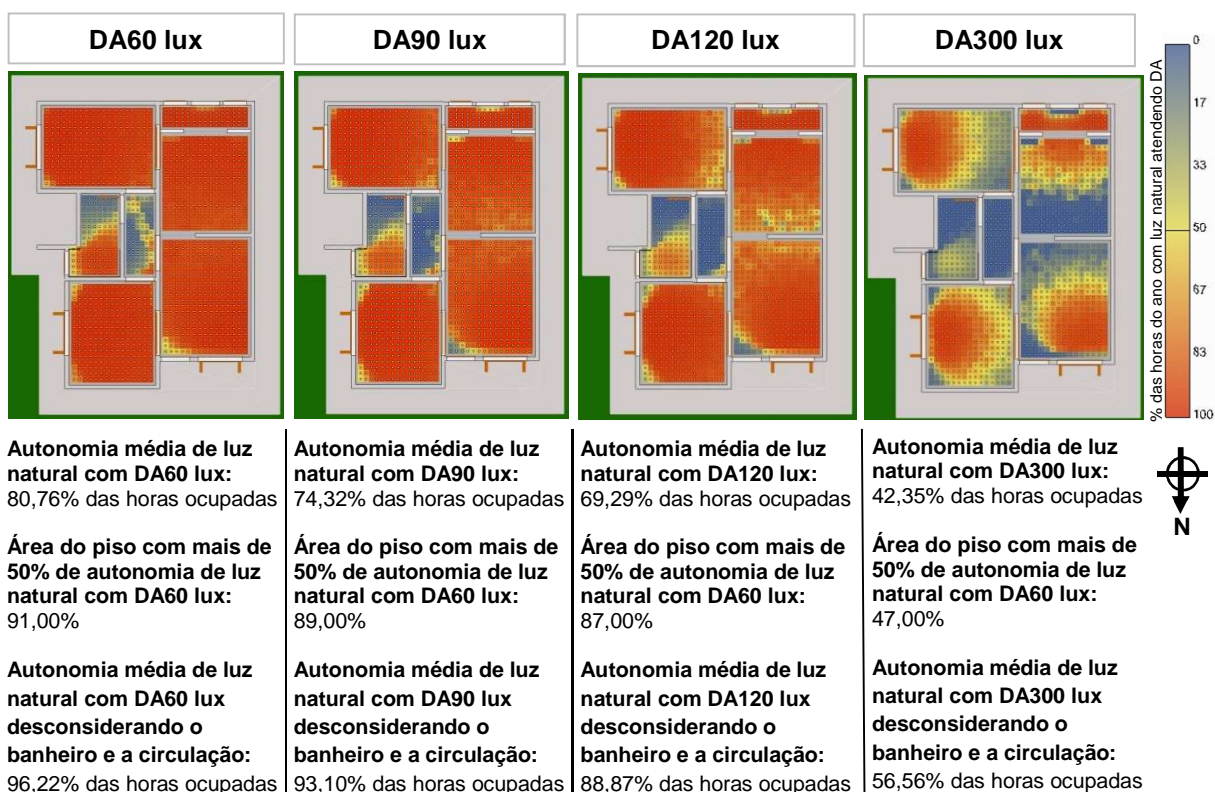 DA60 lux
DA90 lux
DA120 lux
DA300 lux
% das horas do ano com luz natural atendendo DA
0
17
33
50
67
83
100
N
Autonomia média de luz
natural com DA60 lux:
80,76% das horas ocupadas
Área do piso com mais de
50% de autonomia de luz
natural com DA60 lux:
91,00%
Autonomia média de luz
natural com DA60 lux
desconsiderando o
banheiro e a circulação:
96,22% das horas ocupadas
Autonomia média de luz
natural com DA90 lux:
74,32% das horas ocupadas
Área do piso com mais de
50% de autonomia de luz
natural com DA60 lux:
89,00%
Autonomia média de luz
natural com DA90 lux
desconsiderando o
banheiro e a circulação:
93,10% das horas ocupadas
Autonomia média de luz
natural com DA120 lux:
69,29% das horas ocupadas
Área do piso com mais de
50% de autonomia de luz
natural com DA60 lux:
87,00%
Autonomia média de luz
natural com DA120 lux
desconsiderando o
banheiro e a circulação:
88,87% das horas ocupadas
Autonomia média de luz
natural com DA300 lux:
42,35% das horas ocupadas
Área do piso com mais de
50% de autonomia de luz
natural com DA60 lux:
47,00%
Autonomia média de luz
natural com DA300 lux
desconsiderando o
banheiro e a circulação:
56,56% das horas ocupadas